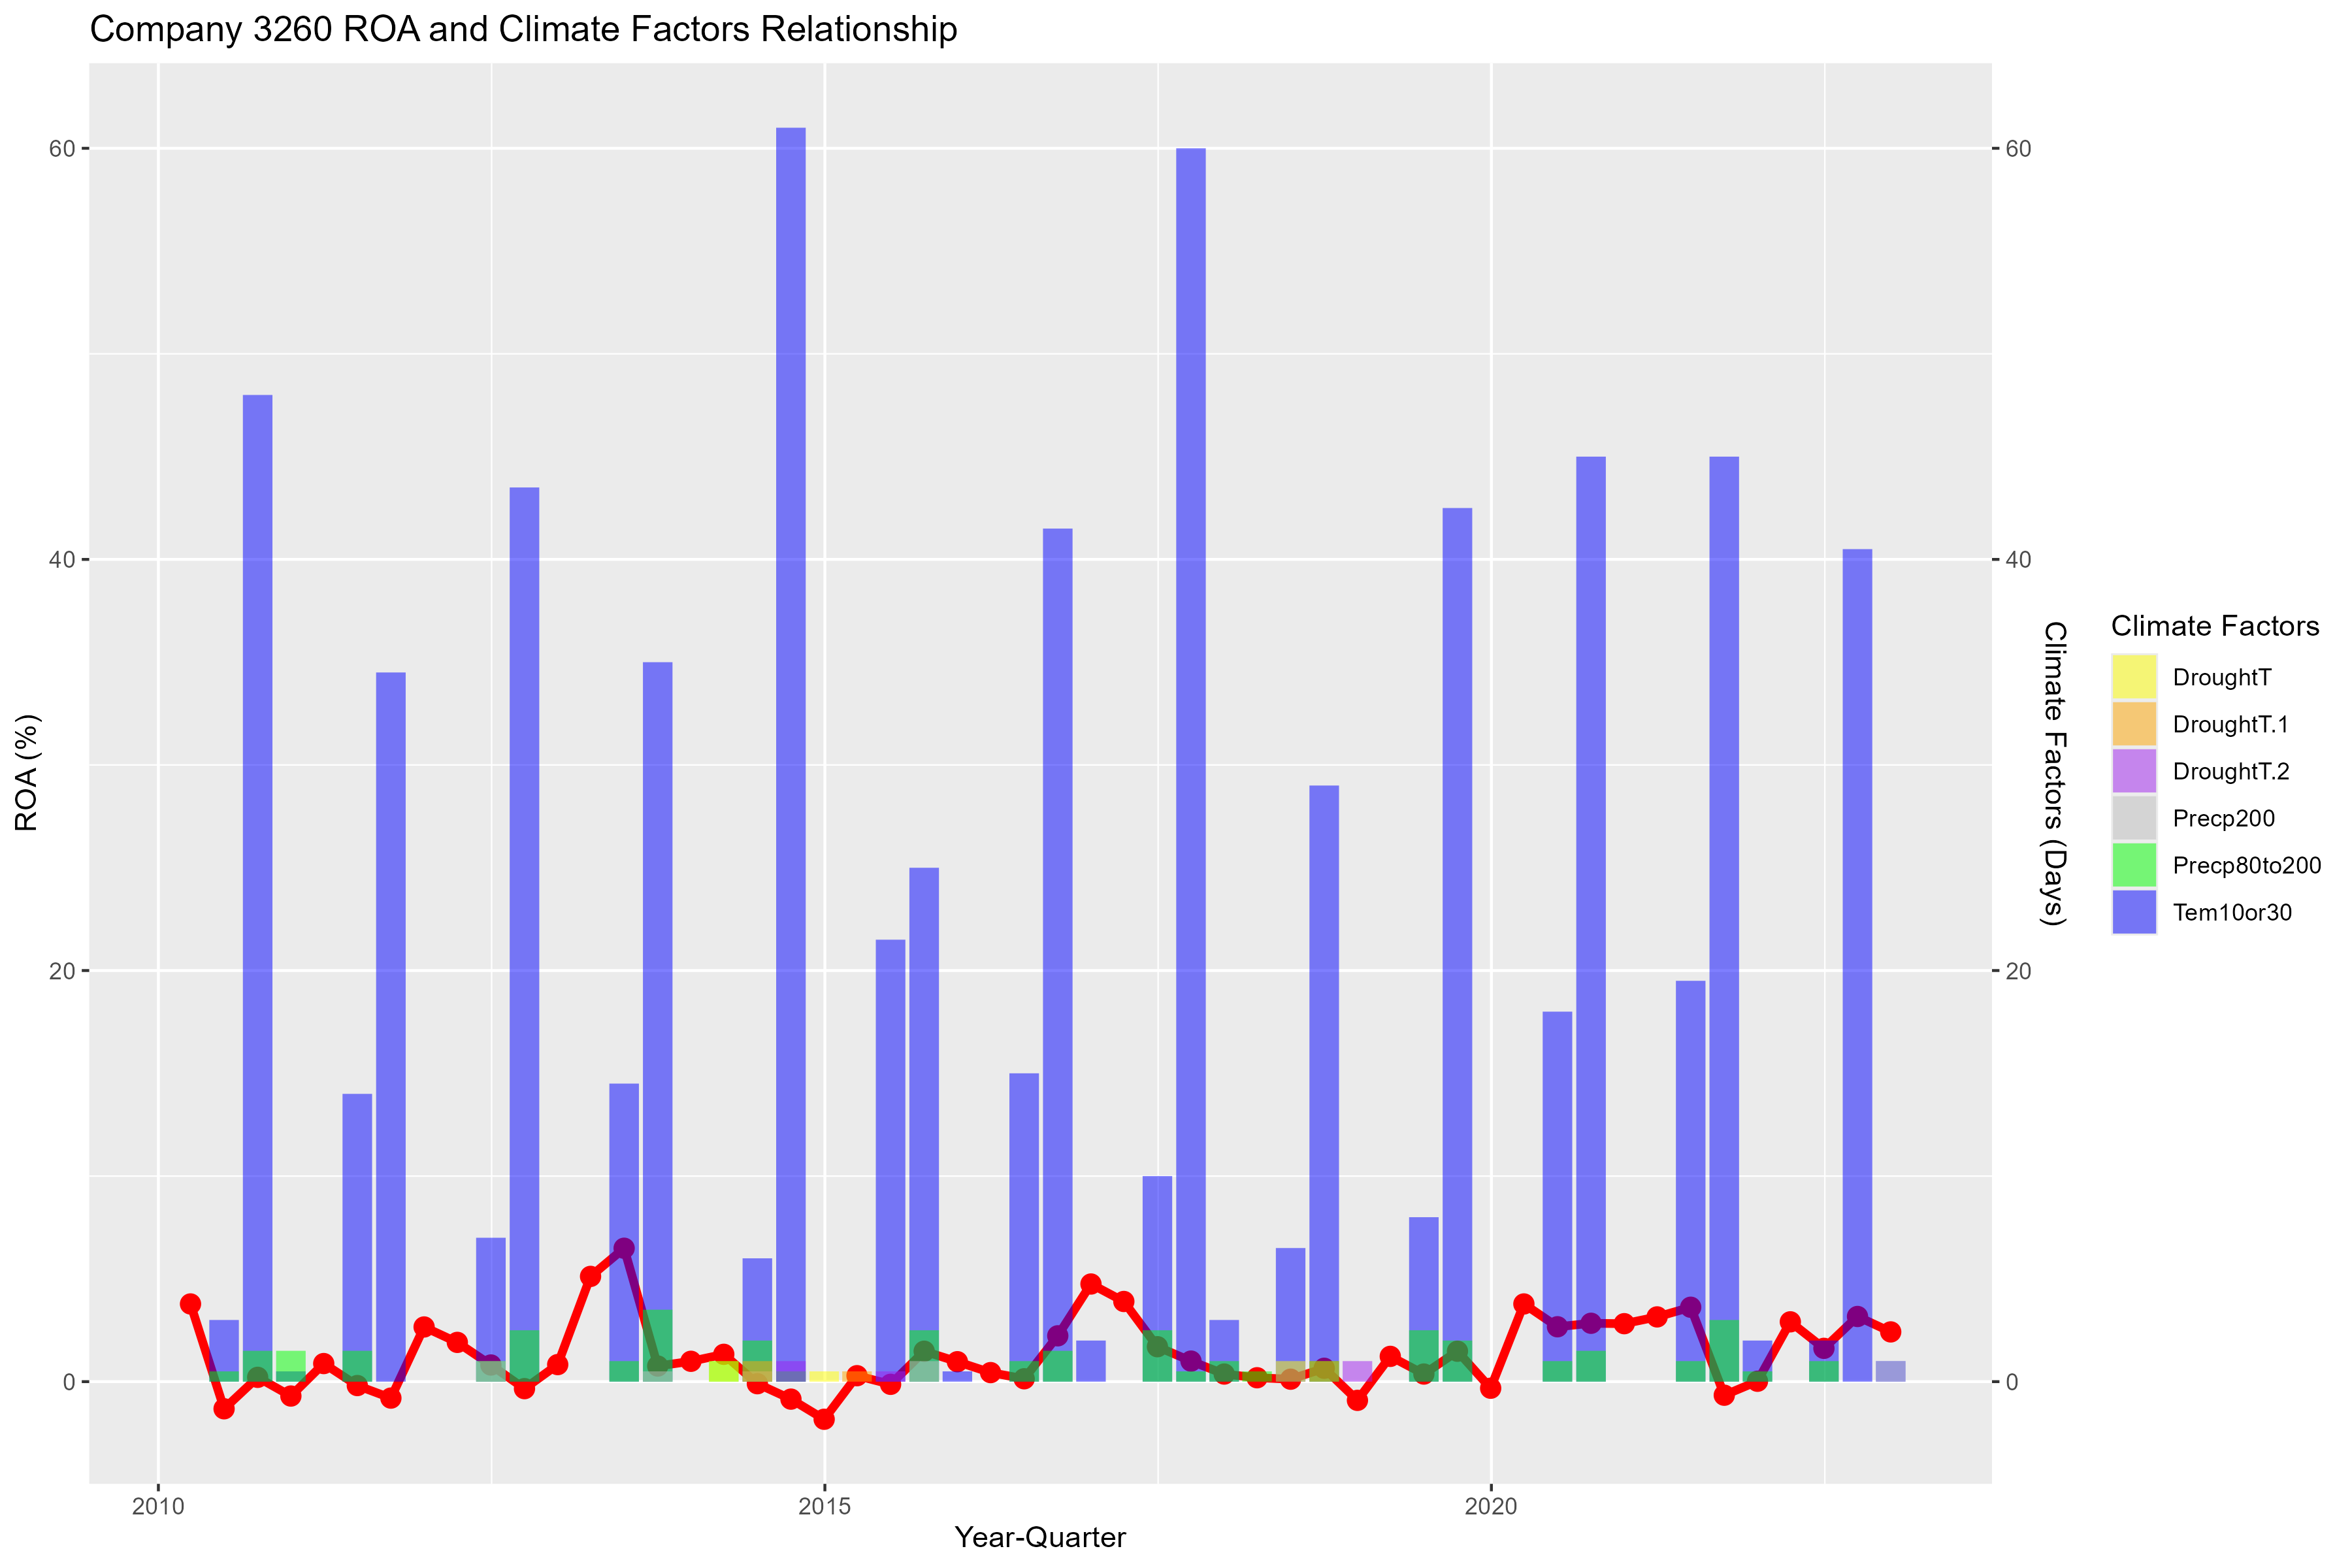 Company 3260 ROA and Climate Factors Relationship
60
40
20
0
ROA (%)
60
40
20
0
Climate Factors (Days)
2010
2015
2020
Year-Quarter
Climate Factors
DroughtT
DroughtT.1
DroughtT.2
Precp200
Precp80to200
Tem10or30